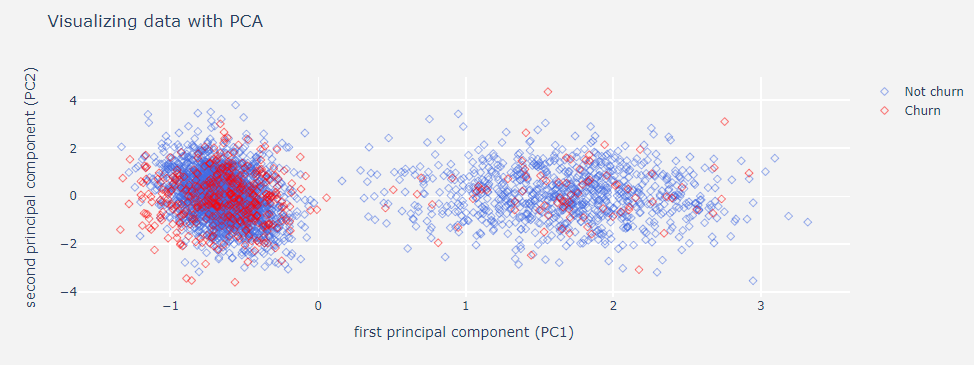 Visualizing data with PCA
second principal component (PC2)
4
2
0
−2
−4
−1
0
1
2
3
first principal component (PC1)
Not churn
Churn